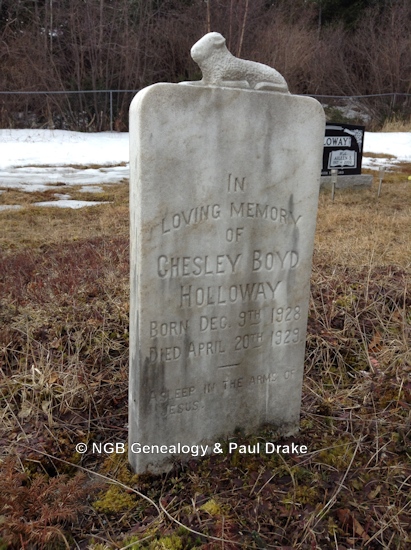 IN
LOVING MEMORY
OF
CHESLEY BOYD
HOLLOWAY
BORN DEC. 9TH 1928
DIED APRIL 20TH 1929
ASLEEP IN THE ARMS OF
JESUS
LOWAY
© NGB Genealogy & Paul Drake